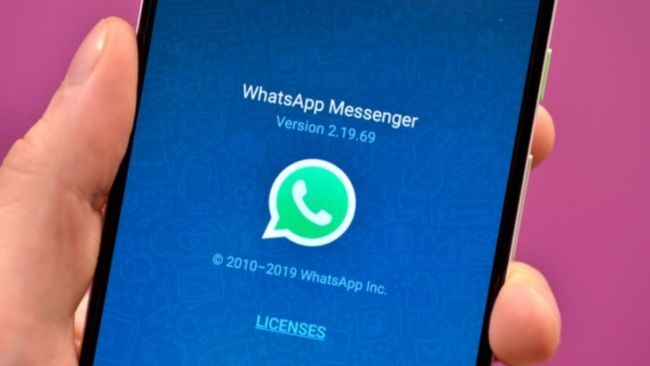 WhatsApp Messenger
Version 2.19.69
© 2010–2019 WhatsApp Inc.
LICENSES